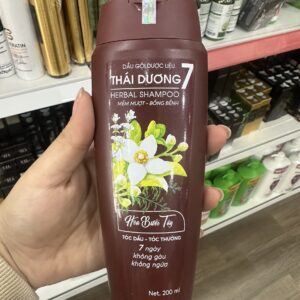 DẦU GỘI DƯỢC LIỆU
THÁI DƯƠNG 7
HERBAL SHAMPOO
MỀM MƯỢT - BỒNG BỀNH
Hoa Bưởi Tây
TÓC DẦU - TÓC THƯỜNG
7 ngày
không gàu
không ngứa
Net. 200 ml